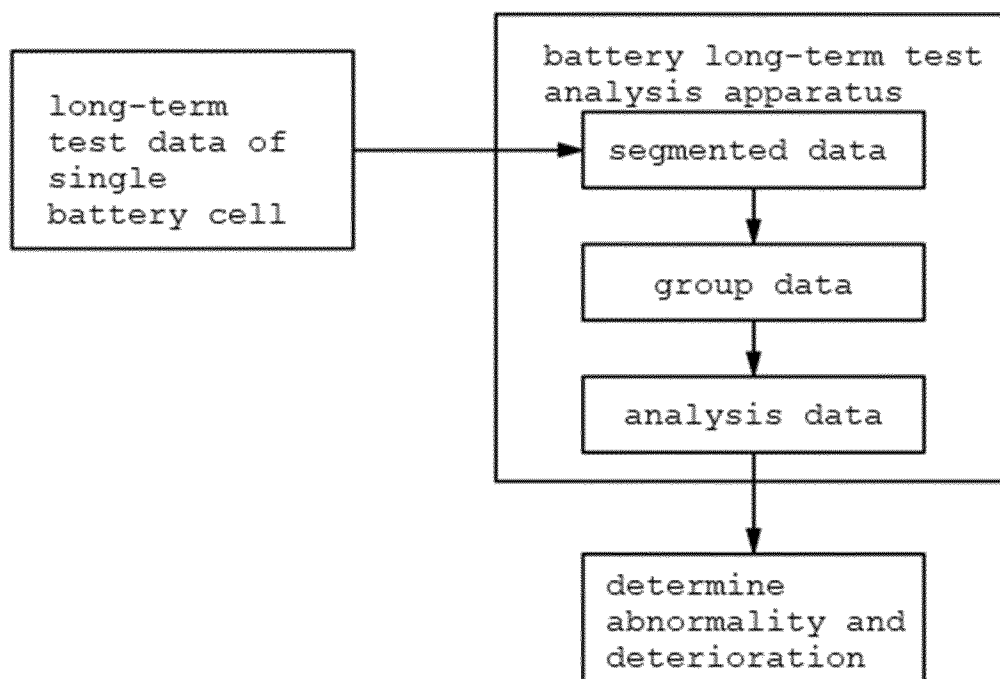 long-term
test data of
single
battery cell
battery long-term test
analysis apparatus
segmented data
group data
analysis data
determine
abnormality and
deterioration